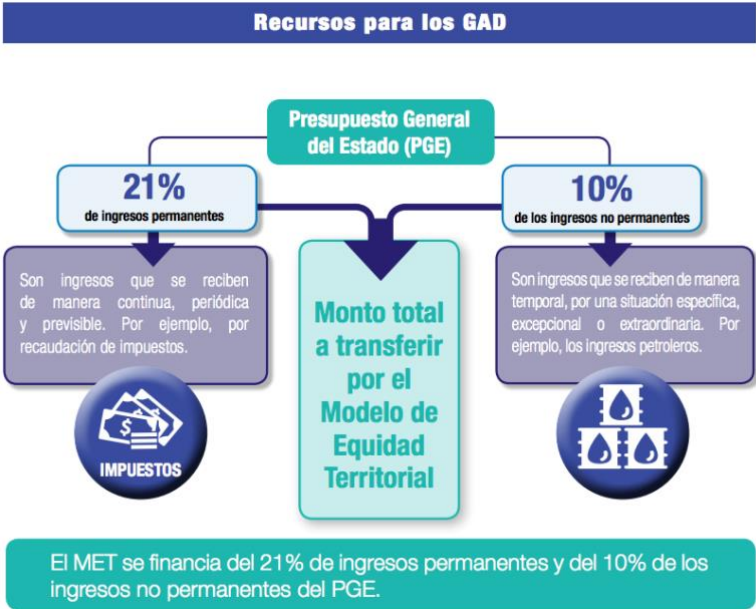 Recursos para los GAD
Presupuesto General
del Estado (PGE)
21%
de ingresos permanentes
10%
de los ingresos no permanentes
Son ingresos que se reciben
de manera continua, periódica
y previsible. Por ejemplo, por
recaudación de impuestos.
Monto total
a transferir
por el
Modelo de
Equidad
Territorial
Son ingresos que se reciben de manera
temporal, por una situación específica,
excepcional o extraordinaria. Por
ejemplo, los ingresos petroleros.
$
IMPUESTOS
El MET se financia del 21% de ingresos permanentes y del 10% de los
ingresos no permanentes del PGE.